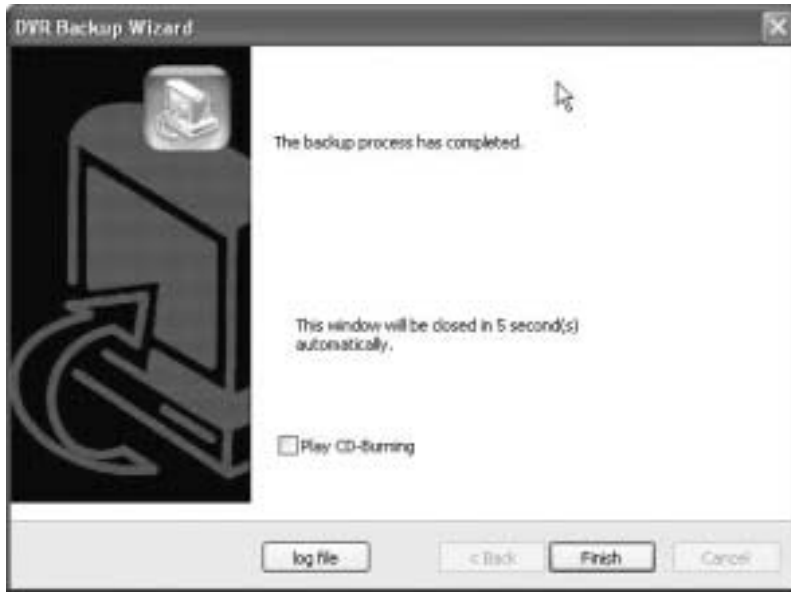 DVR Backup Wizard
The backup process has completed.
This window will be closed in 5 second(s)
automatically.
Play CD-Burning
log file
< Back
Finish
Cancel